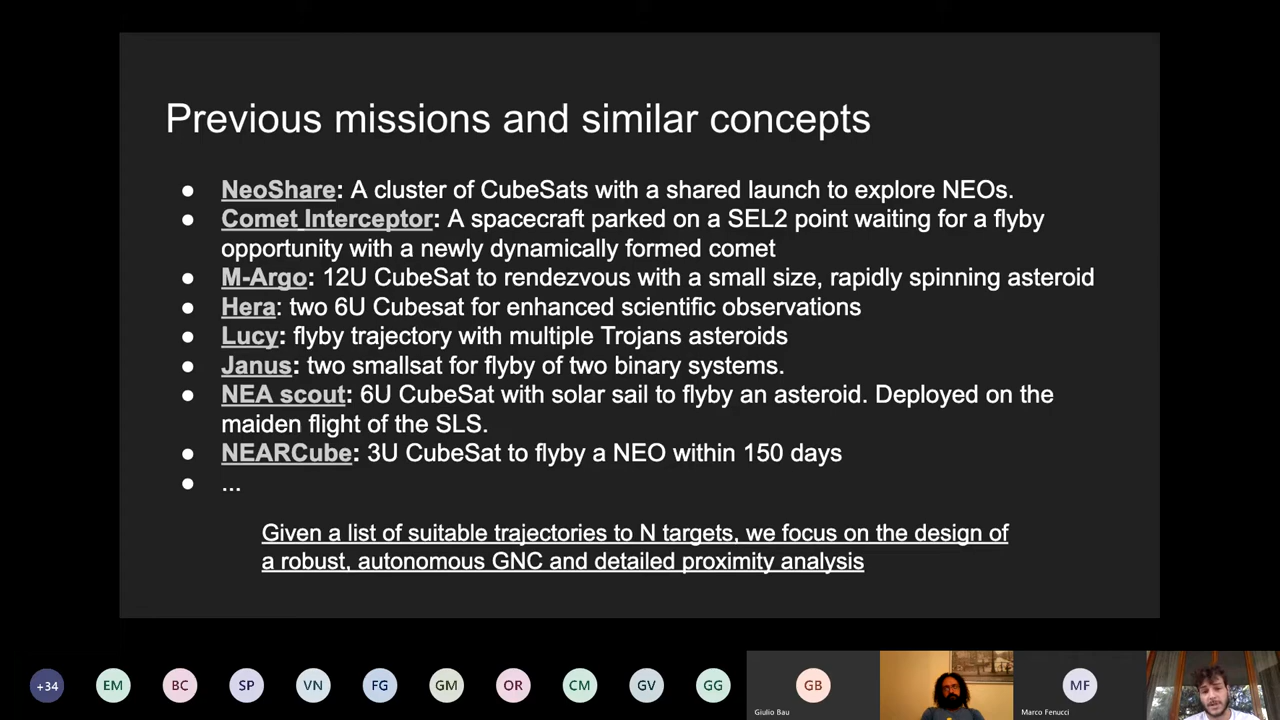 Previous missions and similar concepts
● NeoShare: A cluster of CubeSats with a shared launch to explore NEOs.
● Comet Interceptor: A spacecraft parked on a SEL2 point waiting for a flyby
opportunity with a newly dynamically formed comet
● M-Argo: 12U CubeSat to rendezvous with a small size, rapidly spinning asteroid
● Hera: two 6U Cubesat for enhanced scientific observations
● Lucy: flyby trajectory with multiple Trojans asteroids
● Janus: two smallsat for flyby of two binary systems.
● NEA scout: 6U CubeSat with solar sail to flyby an asteroid. Deployed on the
maiden flight of the SLS.
● NEARCube: 3U CubeSat to flyby a NEO within 150 days
● ...
Given a list of suitable trajectories to N targets, we focus on the design of
a robust, autonomous GNC and detailed proximity analysis
+34 EM BC SP VN FG GM OR CM GV GG GB MF
Giulio Bau Marco Fenucci